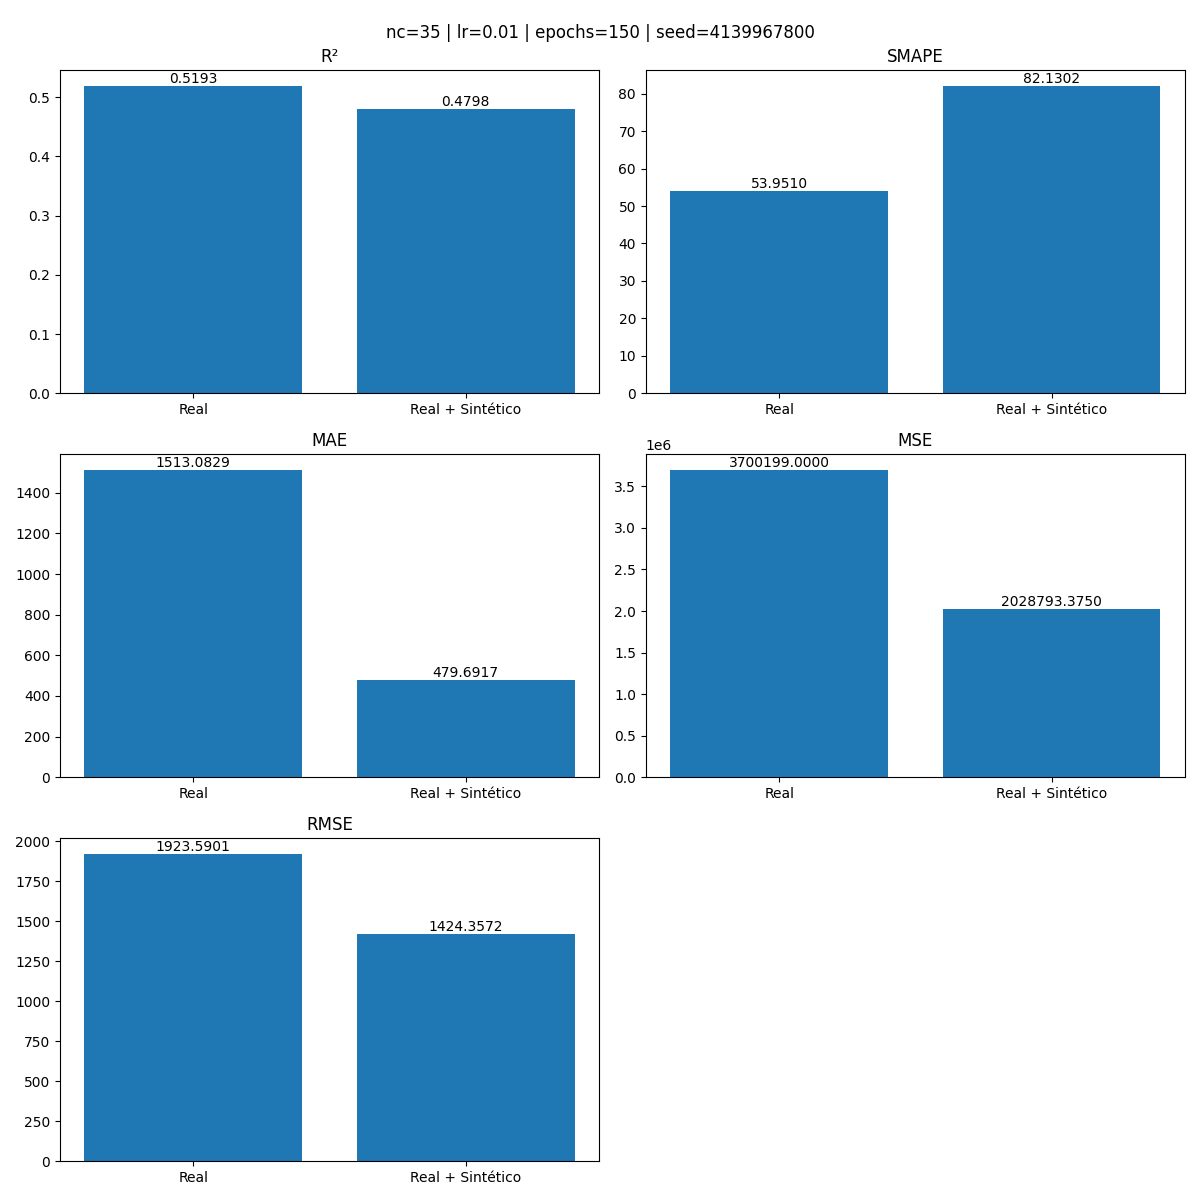 nc=35 | lr=0.01 | epochs=150 | seed=4139967800
R²
0.5193
0.4798
0.5
0.4
0.3
0.2
0.1
0.0
Real
Real + Sintético
SMAPE
82.1302
53.9510
80
70
60
50
40
30
20
10
0
Real
Real + Sintético
MAE
1513.0829
479.6917
1400
1200
1000
800
600
400
200
0
Real
Real + Sintético
MSE
1e6
3700199.0000
2028793.3750
3.5
3.0
2.5
2.0
1.5
1.0
0.5
0.0
Real
Real + Sintético
RMSE
1923.5901
1424.3572
2000
1750
1500
1250
1000
750
500
250
0
Real
Real + Sintético